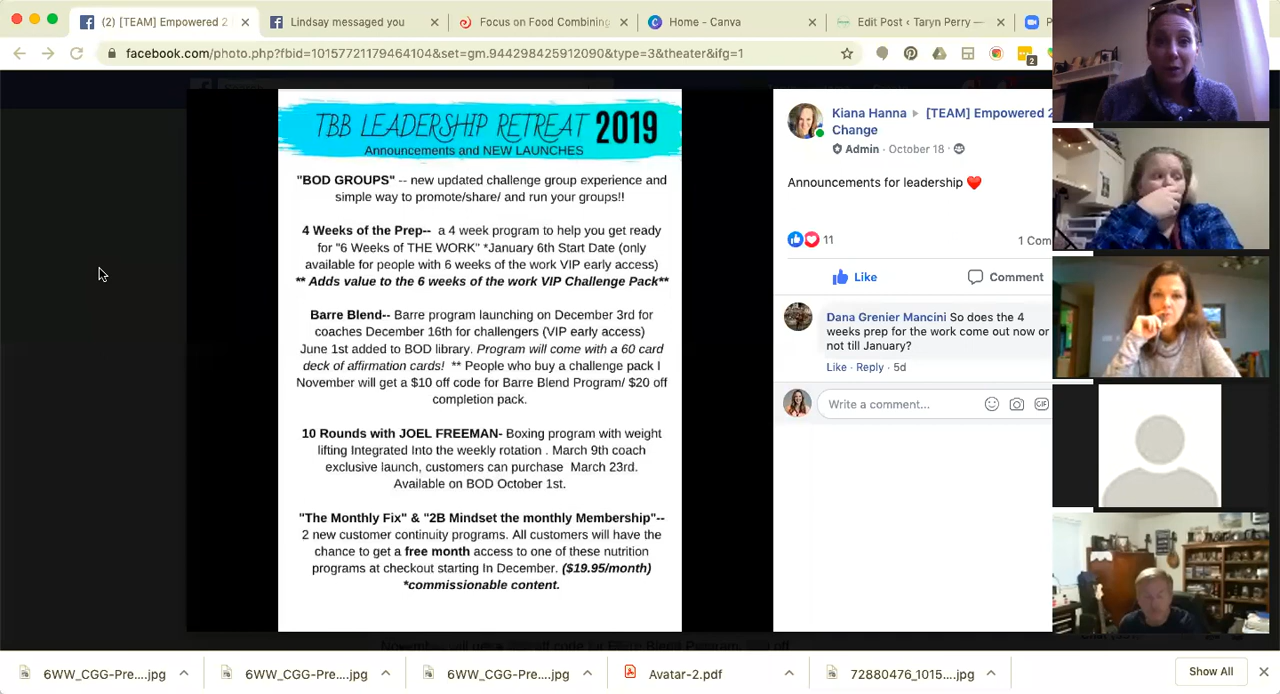 (2) [TEAM] Empowered 2
Lindsay messaged you
Focus on Food Combining
Home - Canva
Edit Post ‹ Taryn Perry —
facebook.com/photo.php?fbid=10157721179464104&set=gm.944298425912090&type=3&theater&ifg=1
2
TBB LEADERSHIP RETREAT 2019
Announcements and NEW LAUNCHES
"BOD GROUPS" -- new updated challenge group experience and
simple way to promote/share/ and run your groups!!
4 Weeks of the Prep-- a 4 week program to help you get ready
for "6 Weeks of THE WORK" *January 6th Start Date (only
available for people with 6 weeks of the work VIP early access)
** Adds value to the 6 weeks of the work VIP Challenge Pack**
Barre Blend-- Barre program launching on December 3rd for
coaches December 16th for challengers (VIP early access)
June 1st added to BOD library. Program will come with a 60 card
deck of affirmation cards! ** People who buy a challenge pack I
November will get a $10 off code for Barre Blend Program/ $20 off
completion pack.
10 Rounds with JOEL FREEMAN- Boxing program with weight
lifting Integrated Into the weekly rotation . March 9th coach
exclusive launch, customers can purchase March 23rd.
Available on BOD October 1st.
"The Monthly Fix" & "2B Mindset the monthly Membership"--
2 new customer continuity programs. All customers will have the
chance to get a free month access to one of these nutrition
programs at checkout starting In December. ($19.95/month)
*commissionable content.
Kiana Hanna ▸ [TEAM] Empowered 2
Change
Admin · October 18 ·
Announcements for leadership ❤️
11
1 Com
Like
Comment
Dana Grenier Mancini So does the 4
weeks prep for the work come out now or
not till January?
Like · Reply · 5d
Write a comment...
GIF
6WW_CGG-Pre....jpg
6WW_CGG-Pre....jpg
6WW_CGG-Pre....jpg
Avatar-2.pdf
72880476_1015....jpg
Show All